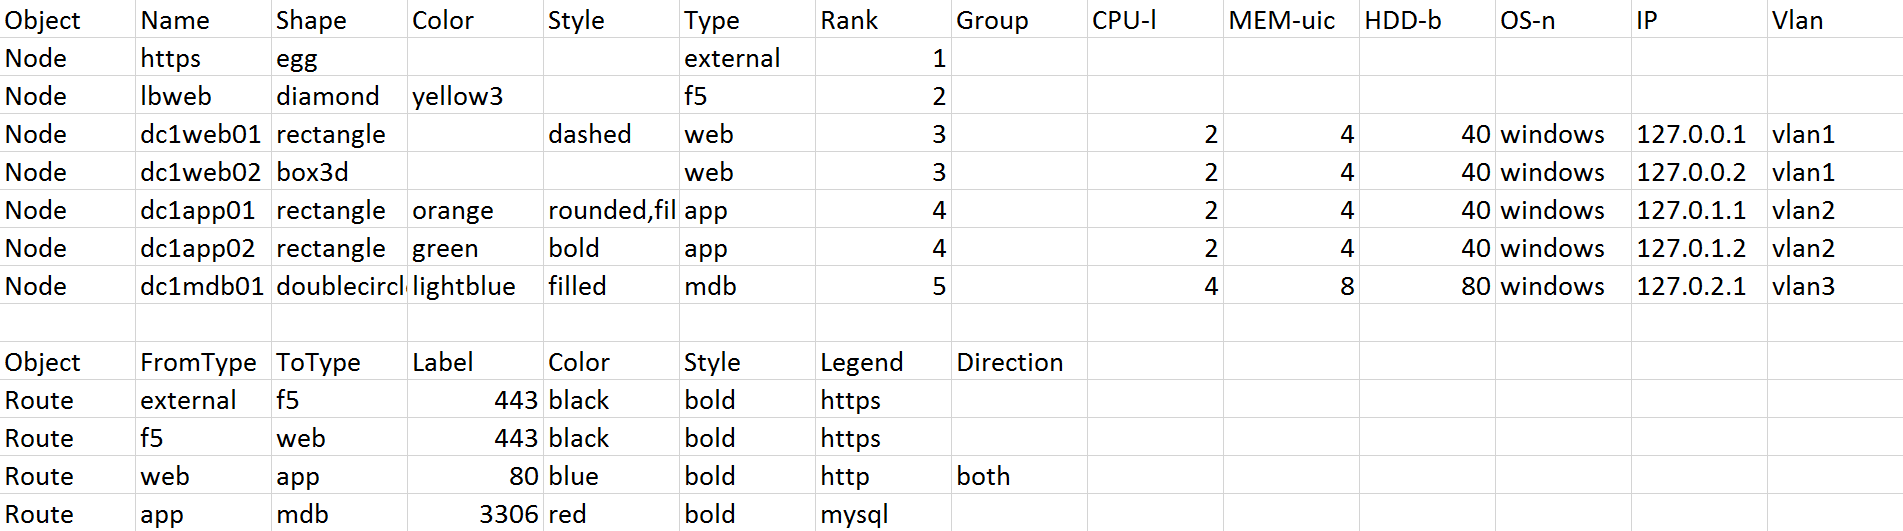 Object Name Shape Color Style Type Rank Group CPU-l MEM-uic HDD-b OS-n IP Vlan
Node https egg external 1
Node lbweb diamond yellow3 f5 2
Node dc1web01 rectangle dashed web 3 2 4 40 windows 127.0.0.1 vlan1
Node dc1web02 box3d web 3 2 4 40 windows 127.0.0.2 vlan1
Node dc1app01 rectangle orange rounded,fil app 4 2 4 40 windows 127.0.1.1 vlan2
Node dc1app02 rectangle green bold app 4 2 4 40 windows 127.0.1.2 vlan2
Node dc1mdb01 doublecircl lightblue filled mdb 5 4 8 80 windows 127.0.2.1 vlan3
Object FromType ToType Label Color Style Legend Direction
Route external f5 443 black bold https
Route f5 web 443 black bold https
Route web app 80 blue bold http both
Route app mdb 3306 red bold mysql